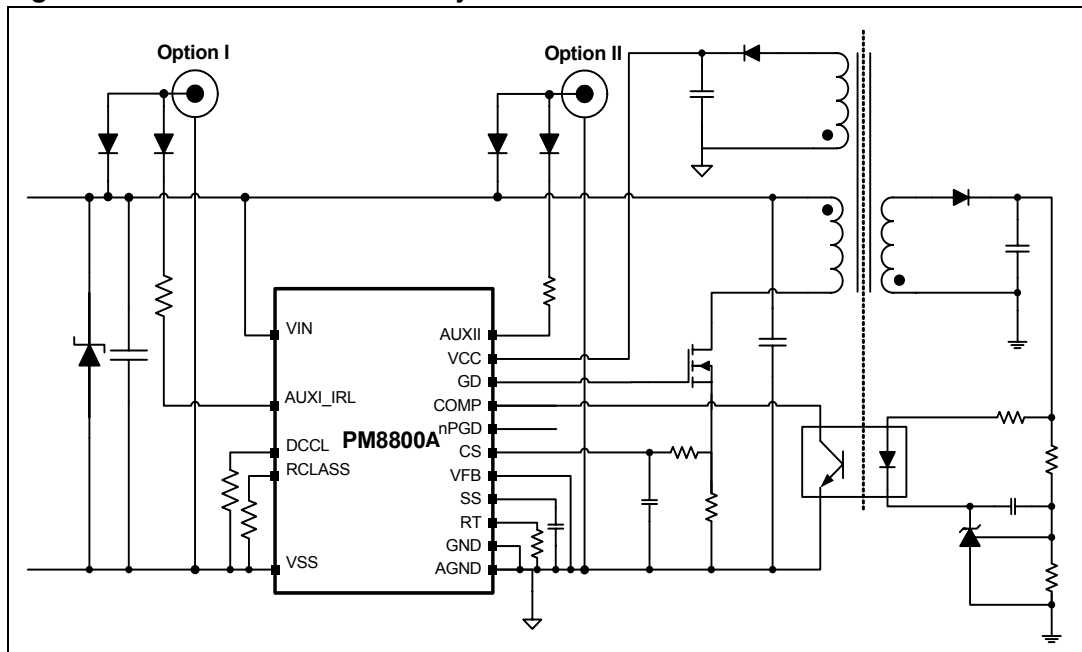 Option I
Option II
VIN
AUXI_IRL
DCCL
RCLASS
VSS
PM8800A
AUXII
VCC
GD
COMP
nPGD
CS
VFB
SS
RT
GND
AGND